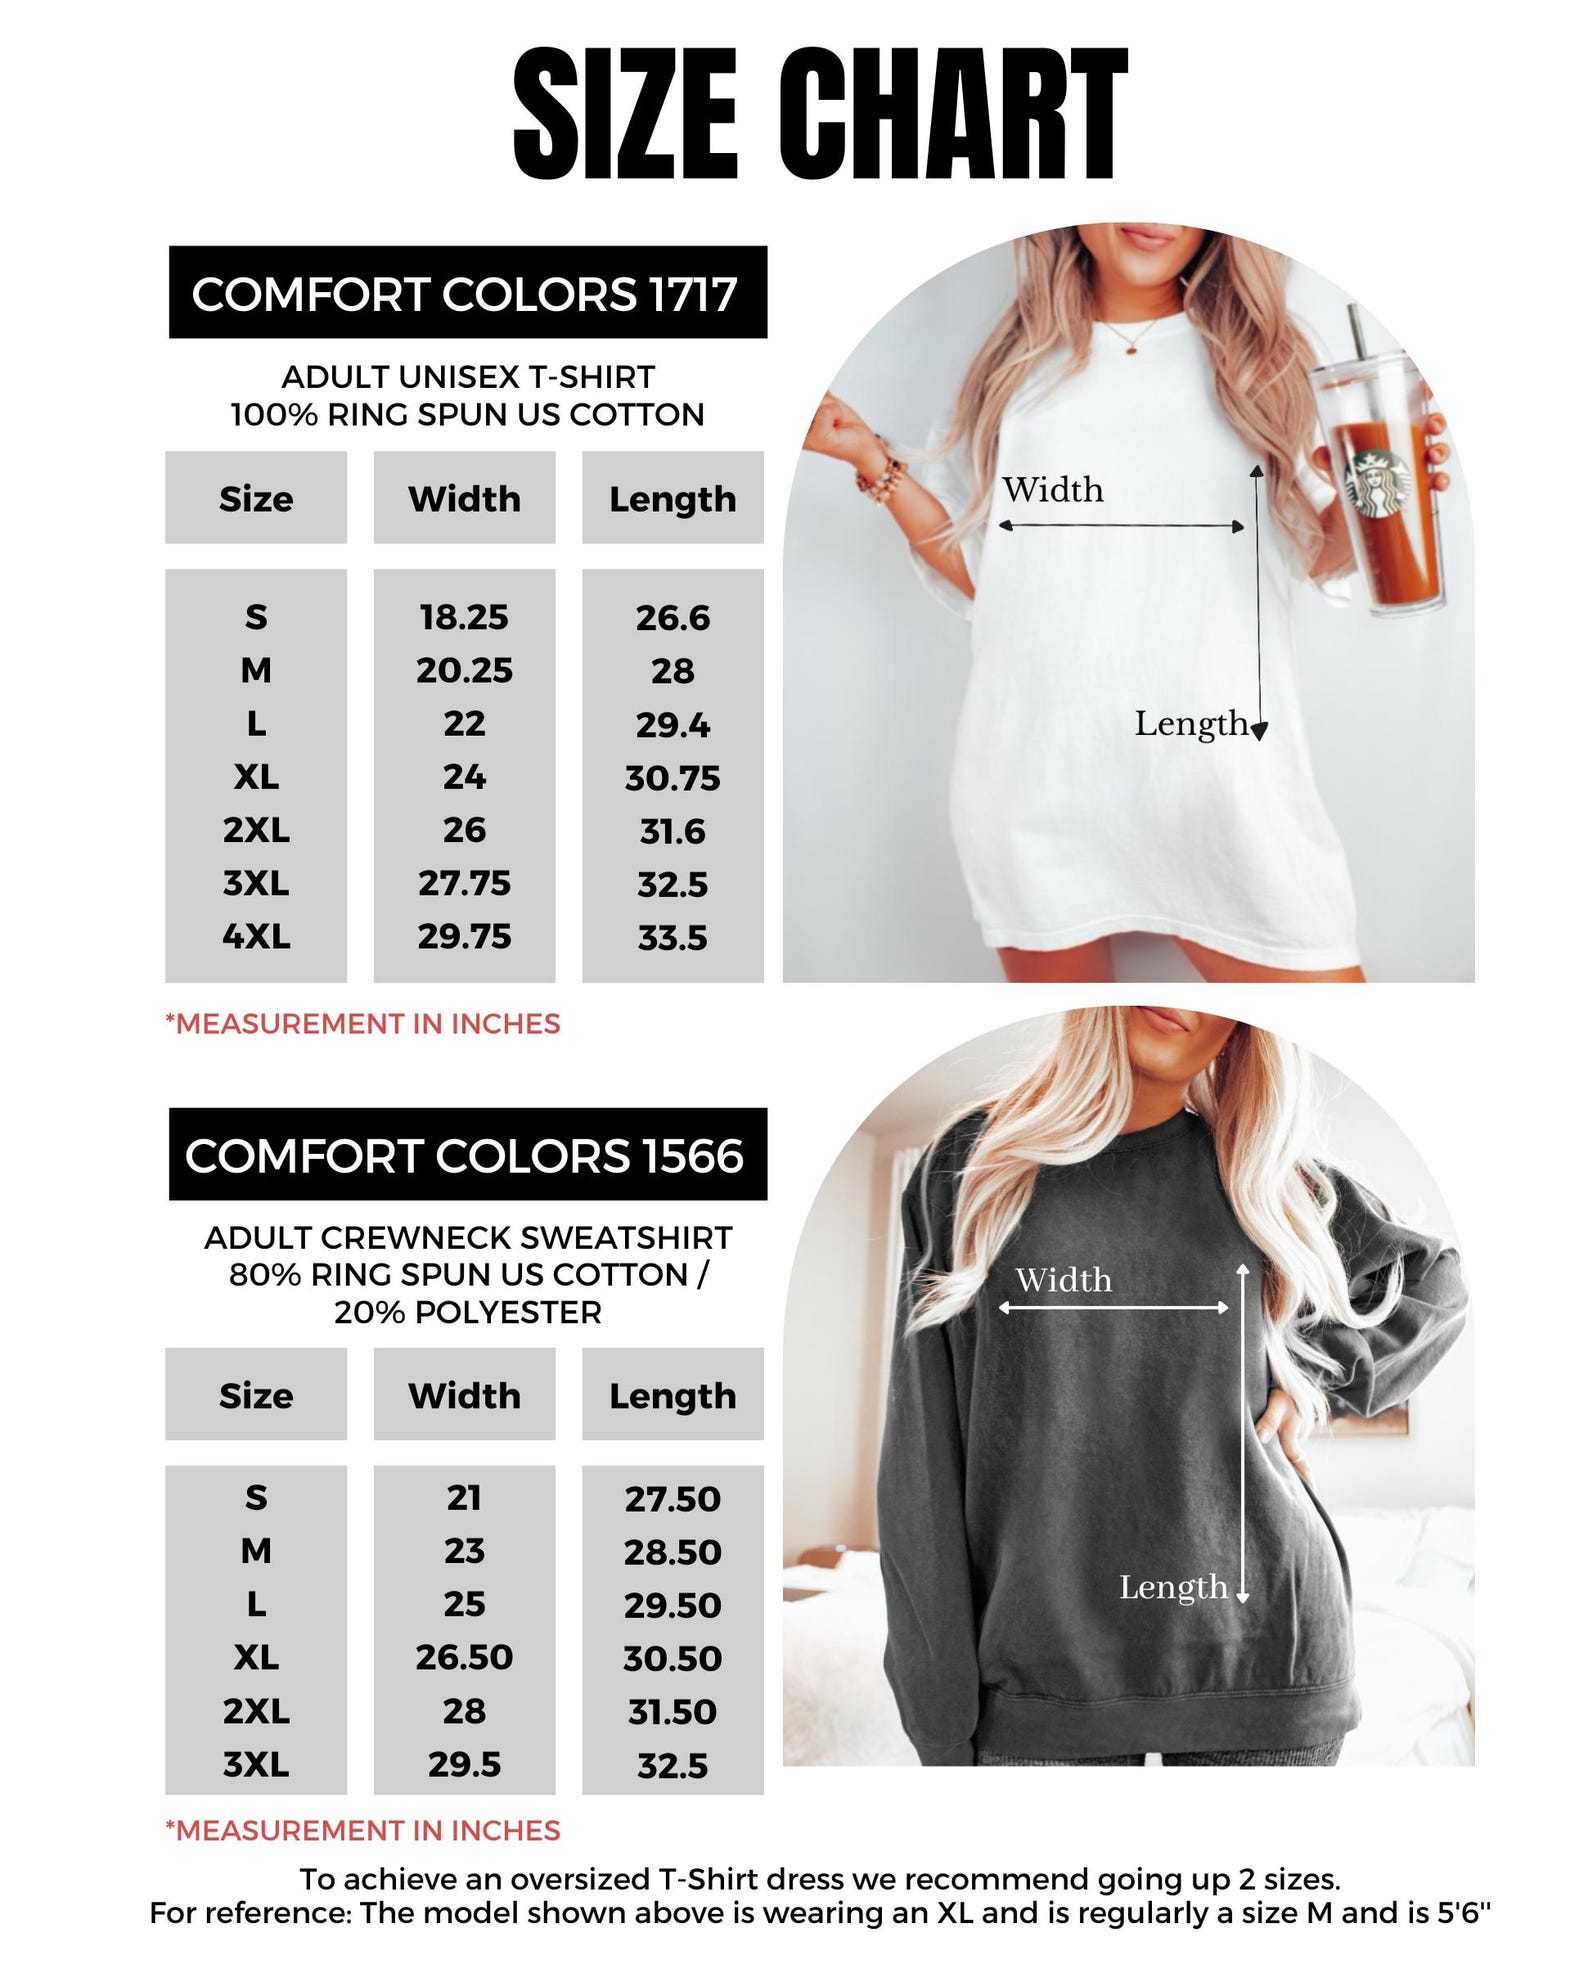 SIZE CHART
COMFORT COLORS 1717
ADULT UNISEX T-SHIRT
100% RING SPUN US COTTON
Size Width Length
S 18.25 26.6
M 20.25 28
L 22 29.4
XL 24 30.75
2XL 26 31.6
3XL 27.75 32.5
4XL 29.75 33.5
*MEASUREMENT IN INCHES
Width
Length
COMFORT COLORS 1566
ADULT CREWNECK SWEATSHIRT
80% RING SPUN US COTTON /
20% POLYESTER
Size Width Length
S 21 27.50
M 23 28.50
L 25 29.50
XL 26.50 30.50
2XL 28 31.50
3XL 29.5 32.5
*MEASUREMENT IN INCHES
Width
Length
To achieve an oversized T-Shirt dress we recommend going up 2 sizes.
For reference: The model shown above is wearing an XL and is regularly a size M and is 5'6"